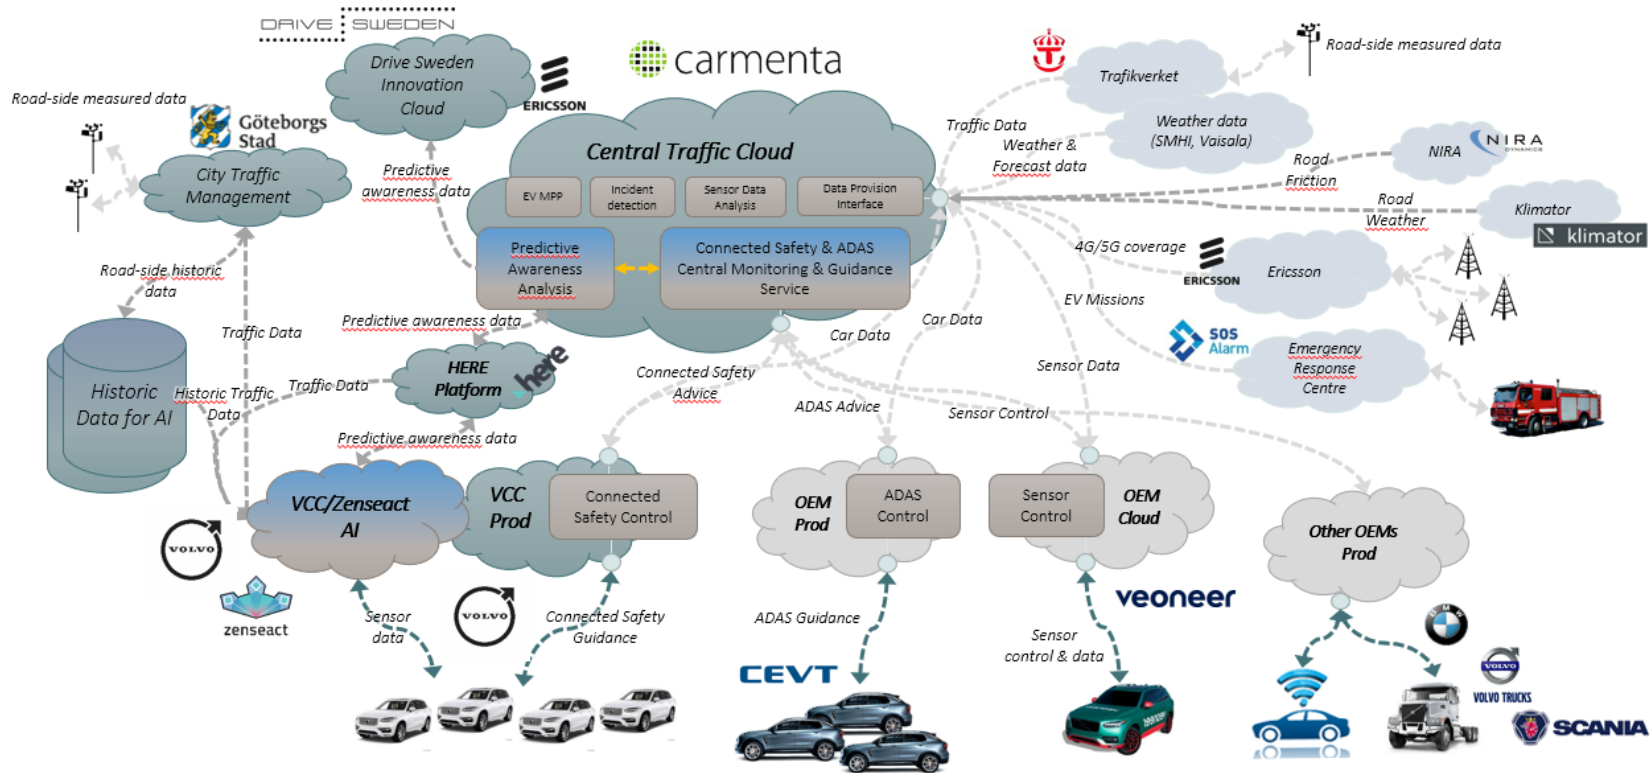 DRIVE SWEDEN
Drive Sweden
Innovation
Cloud
ERICSSON
carmenta
Trafikverket
Road-side measured data
Road-side measured data
Göteborgs
Stad
City Traffic
Management
Predictive
awareness data
Central Traffic Cloud
EV MPP
Incident
detection
Sensor Data
Analysis
Data Provision
Interface
Predictive
Awareness
Analysis
Connected Safety & ADAS
Central Monitoring & Guidance
Service
Traffic Data
Weather &
Forecast data
Weather data
(SMHI, Vaisala)
NIRA
NIRA
DYNAMICS
Road
Friction
Road
Weather
Klimator
klimator
4G/5G coverage
ERICSSON
Ericsson
EV Missions
SOS
Alarm
Emergency
Response
Centre
Road-side historic
data
Traffic Data
Historic
Data for AI
Historic Traffic
Data
Traffic Data
Predictive awareness data
HERE
Platform
here
Predictive awareness data
Connected Safety
Advice
Car Data
Car Data
ADAS Advice
Sensor Data
Sensor Control
VCC/Zenseact
AI
VCC
Prod
Connected
Safety Control
OEM
Prod
ADAS
Control
Sensor
Control
OEM
Cloud
Other OEMs
Prod
VOLVO
zenseact
Sensor
data
VOLVO
Connected Safety
Guidance
ADAS Guidance
CEVT
Sensor
control & data
veoneer
veoneer
BMW
VOLVO
VOLVO TRUCKS
SCANIA